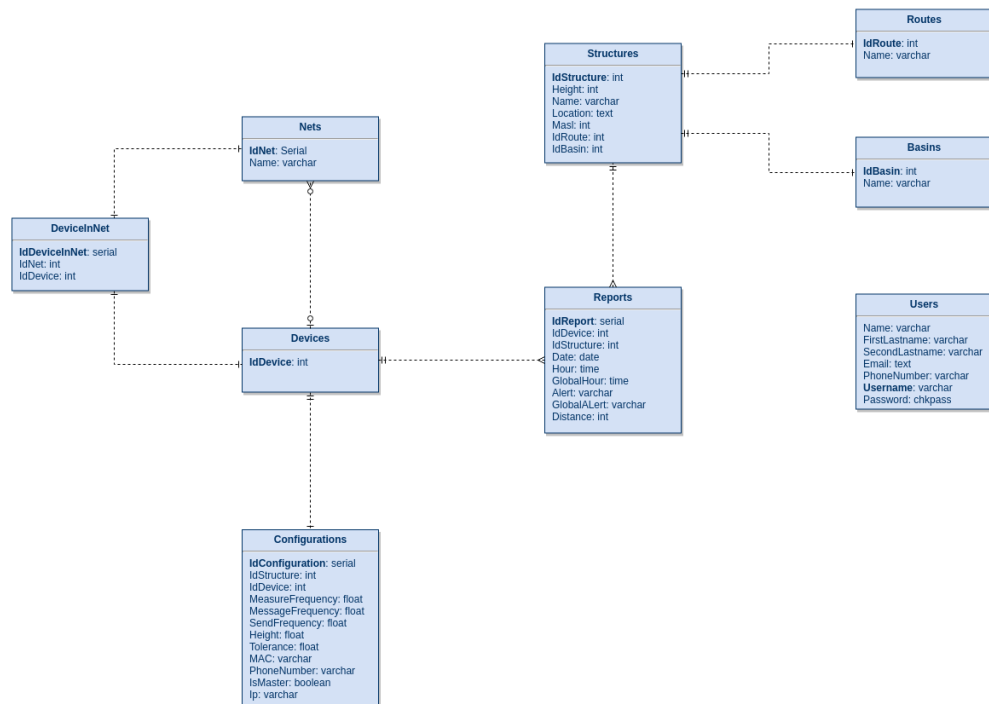 Routes
IdRoute: int
Name: varchar
Structures
IdStructure: int
Height: int
Name: varchar
Location: text
Masl: int
IdRoute: int
IdBasin: int
Nets
IdNet: Serial
Name: varchar
Basins
IdBasin: int
Name: varchar
DeviceInNet
IdDeviceInNet: serial
IdNet: int
IdDevice: int
Reports
IdReport: serial
IdDevice: int
IdStructure: int
Date: date
Hour: time
GlobalHour: time
Alert: varchar
GlobalALert: varchar
Distance: int
Users
Name: varchar
FirstLastname: varchar
SecondLastname: varchar
Email: text
PhoneNumber: varchar
Username: varchar
Password: chkpass
Devices
IdDevice: int
Configurations
IdConfiguration: serial
IdStructure: int
IdDevice: int
MeasureFrequency: float
MessageFrequency: float
SendFrequency: float
Height: float
Tolerance: float
MAC: varchar
PhoneNumber: varchar
IsMaster: boolean
Ip: varchar